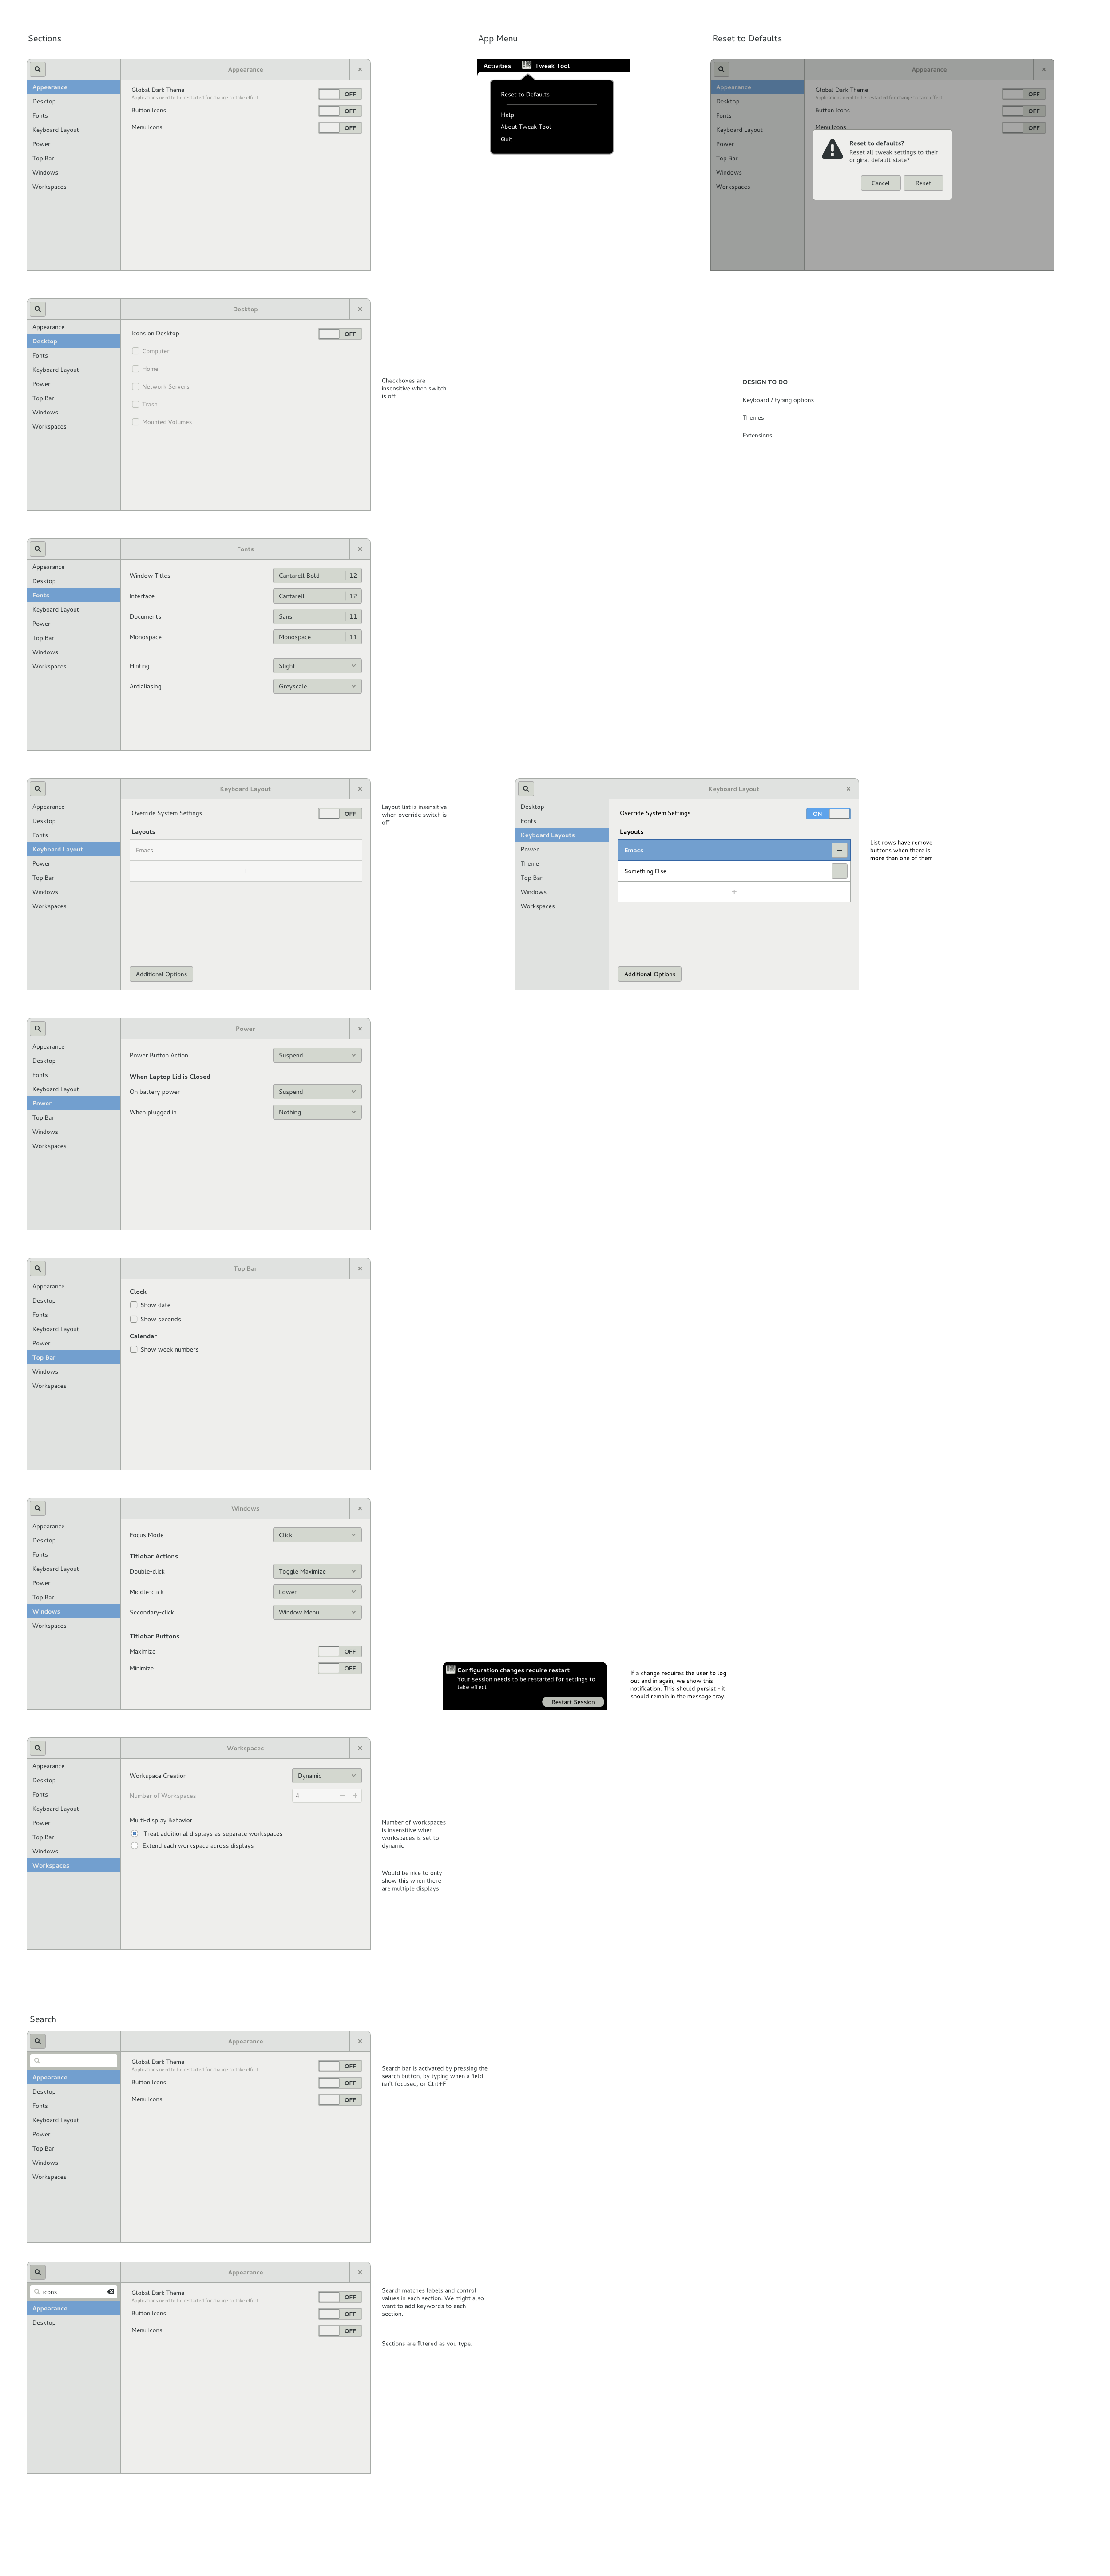 Sections
App Menu
Reset to Defaults
Appearance
Appearance
Desktop
Fonts
Keyboard Layout
Power
Top Bar
Windows
Workspaces
Global Dark Theme
Applications need to be restarted for change to take effect
OFF
Button Icons
OFF
Menu Icons
OFF
Activities
Tweak Tool
Reset to Defaults
Help
About Tweak Tool
Quit
Appearance
Appearance
Desktop
Fonts
Keyboard Layout
Power
Top Bar
Windows
Workspaces
Global Dark Theme
Applications need to be restarted for change to take effect
OFF
Button Icons
OFF
Menu Icons
OFF
Reset to defaults?
Reset all tweak settings to their
original default state?
Cancel
Reset
Desktop
Appearance
Desktop
Fonts
Keyboard Layout
Power
Top Bar
Windows
Workspaces
Icons on Desktop
OFF
Computer
Home
Network Servers
Trash
Mounted Volumes
Checkboxes are
insensitive when switch
is off
DESIGN TO DO
Keyboard / typing options
Themes
Extensions
Fonts
Appearance
Desktop
Fonts
Keyboard Layout
Power
Top Bar
Windows
Workspaces
Window Titles
Cantarell Bold
12
Interface
Cantarell
12
Documents
Sans
11
Monospace
Monospace
11
Hinting
Slight
Antialiasing
Greyscale
Keyboard Layout
Appearance
Desktop
Fonts
Keyboard Layout
Power
Top Bar
Windows
Workspaces
Override System Settings
OFF
Layouts
Emacs
+
Additional Options
Layout list is insensitive
when override switch is
off
Keyboard Layout
Desktop
Fonts
Keyboard Layouts
Power
Theme
Top Bar
Windows
Workspaces
Override System Settings
ON
Layouts
Emacs
Something Else
+
Additional Options
List rows have remove
buttons when there is
more than one of them
Power
Appearance
Desktop
Fonts
Keyboard Layout
Power
Top Bar
Windows
Workspaces
Power Button Action
Suspend
When Laptop Lid is Closed
On battery power
Suspend
When plugged in
Nothing
Top Bar
Appearance
Desktop
Fonts
Keyboard Layout
Power
Top Bar
Windows
Workspaces
Clock
Show date
Show seconds
Calendar
Show week numbers
Windows
Appearance
Desktop
Fonts
Keyboard Layout
Power
Top Bar
Windows
Workspaces
Focus Mode
Click
Titlebar Actions
Double-click
Toggle Maximize
Middle-click
Lower
Secondary-click
Window Menu
Titlebar Buttons
Maximize
OFF
Minimize
OFF
Configuration changes require restart
Your session needs to be restarted for settings to
take effect
Restart Session
If a change requires the user to log
out and in again, we show this
notification. This should persist - it
should remain in the message tray.
Workspaces
Appearance
Desktop
Fonts
Keyboard Layout
Power
Top Bar
Windows
Workspaces
Workspace Creation
Dynamic
Number of Workspaces
4
Multi-display Behavior
Treat additional displays as separate workspaces
Extend each workspace across displays
Number of workspaces
is insensitive when
workspaces is set to
dynamic
Would be nice to only
show this when there
are multiple displays
Search
Appearance
Appearance
Desktop
Fonts
Keyboard Layout
Power
Top Bar
Windows
Workspaces
Global Dark Theme
Applications need to be restarted for change to take effect
OFF
Button Icons
OFF
Menu Icons
OFF
Search bar is activated by pressing the
search button, by typing when a field
isn't focused, or Ctrl+F
Appearance
icons
Appearance
Desktop
Global Dark Theme
Applications need to be restarted for change to take effect
OFF
Button Icons
OFF
Menu Icons
OFF
Search matches labels and control
values in each section. We might also
want to add keywords to each
section.
Sections are filtered as you type.